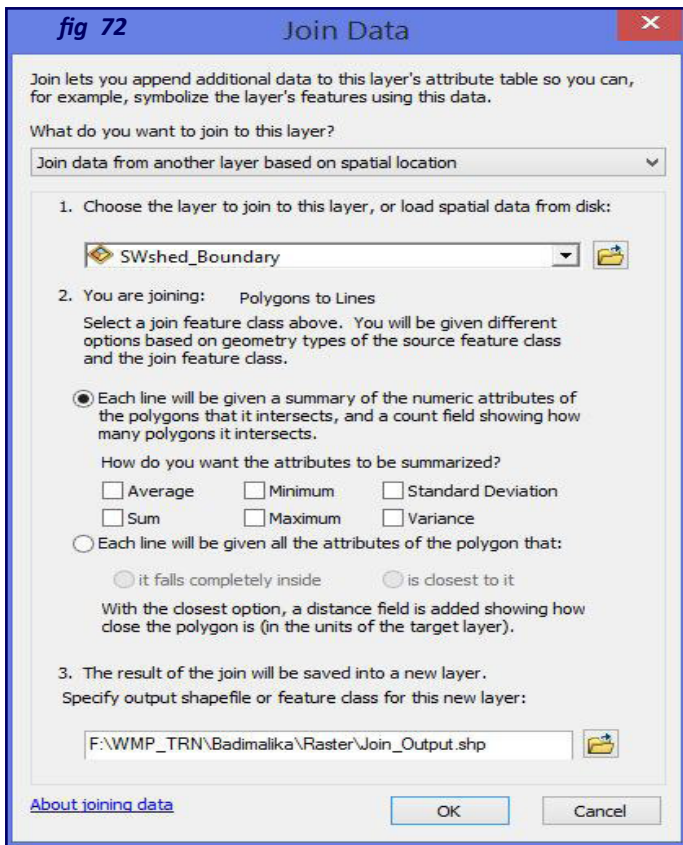 fig 72
Join Data
Join lets you append additional data to this layer's attribute table so you can,
for example, symbolize the layer's features using this data.
What do you want to join to this layer?
Join data from another layer based on spatial location
1. Choose the layer to join to this layer, or load spatial data from disk:
SWshed_Boundary
2. You are joining: Polygons to Lines
Select a join feature class above. You will be given different
options based on geometry types of the source feature class
and the join feature class.
Each line will be given a summary of the numeric attributes of
the polygons that it intersects, and a count field showing how
many polygons it intersects.
How do you want the attributes to be summarized?
Average Minimum Standard Deviation
Sum Maximum Variance
Each line will be given all the attributes of the polygon that:
it falls completely inside is closest to it
With the closest option, a distance field is added showing how
close the polygon is (in the units of the target layer).
3. The result of the join will be saved into a new layer.
Specify output shapefile or feature class for this new layer:
F:\WMP_TRN\Badimalika\Raster\Join_Output.shp
About joining data OK Cancel